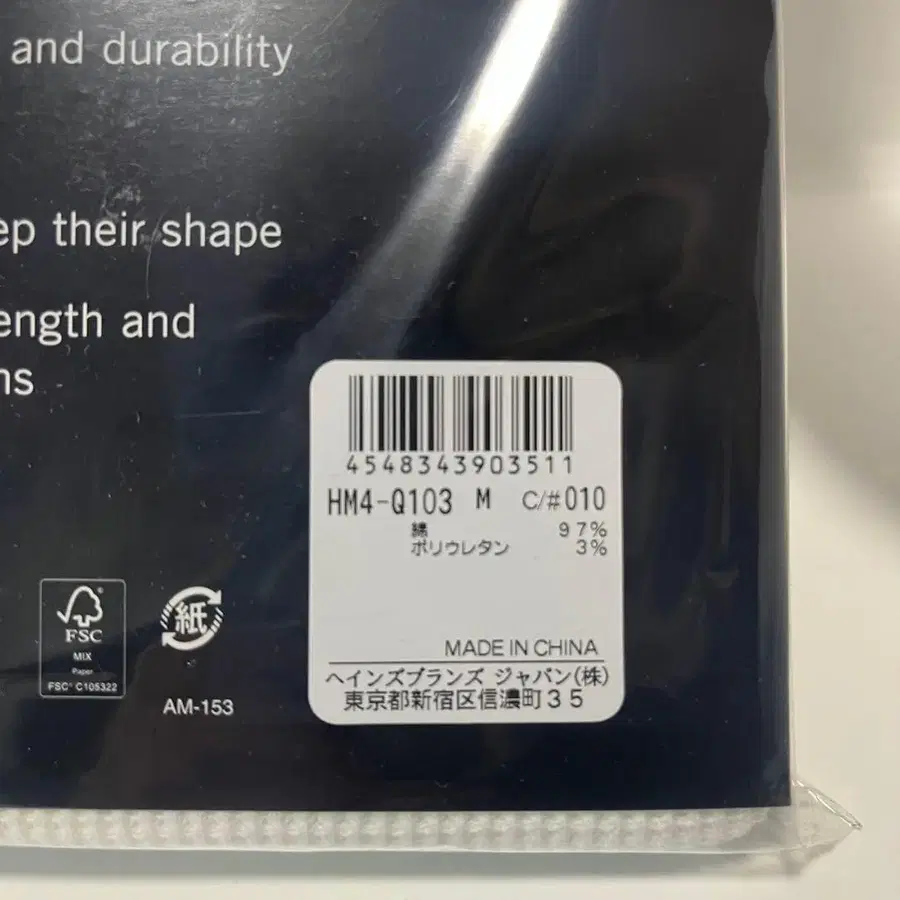 and durability
ep their shape
ength and
ns
4548343903511
HM4-Q103 M C/#010
綿 97%
ポリウレタン 3%
MADE IN CHINA
ヘインズブランズ ジャパン(株)
東京都新宿区信濃町35
FSC
MIX
Paper
FSC® C105322
紙
AM-153